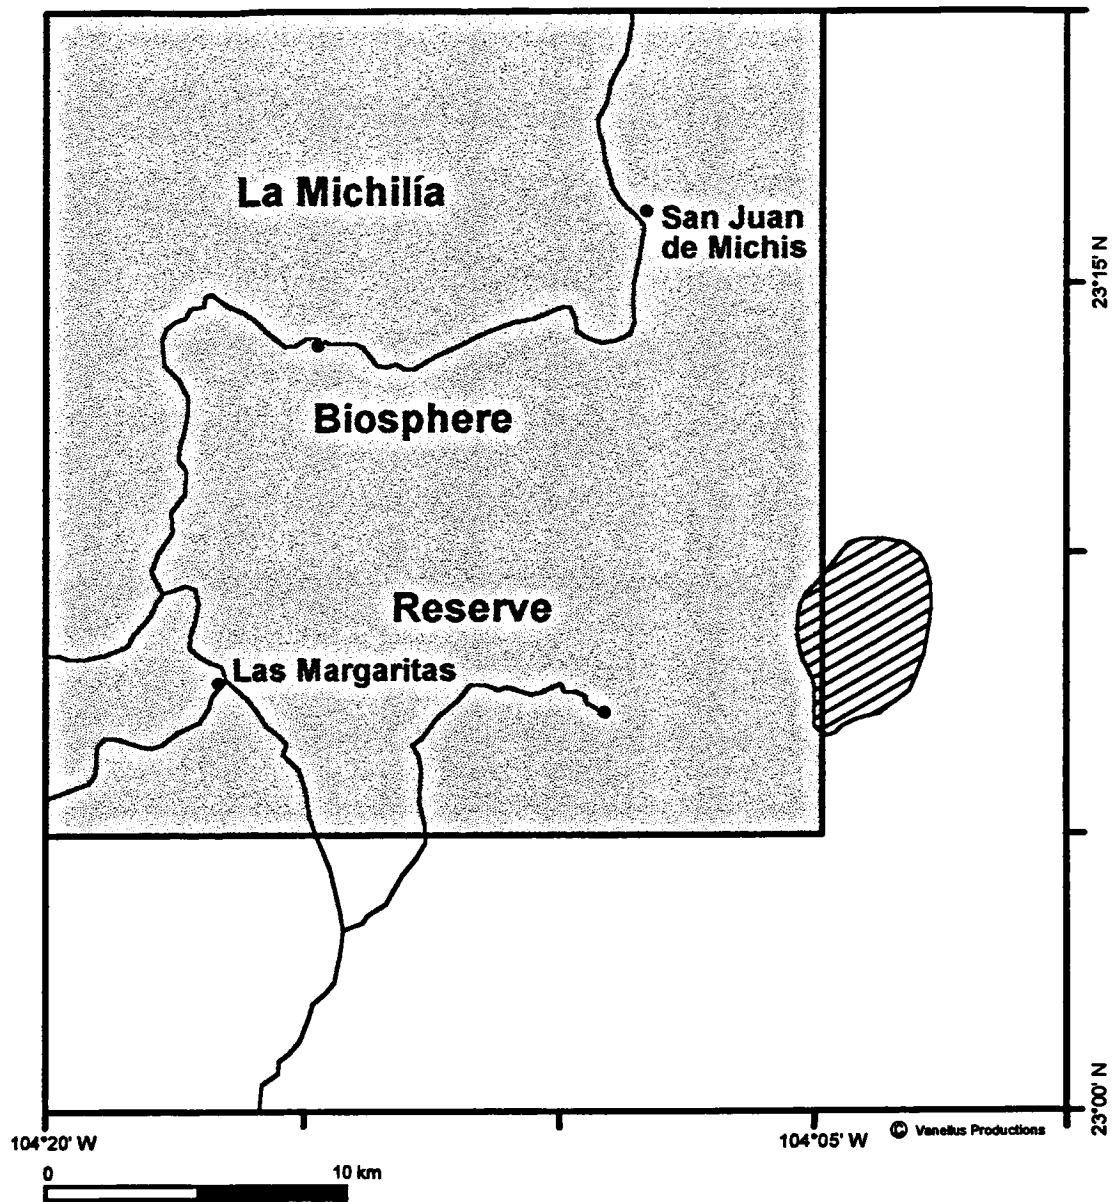 La Michilía
San Juan
de Michis
23°15' N
Biosphere
Reserve
Las Margaritas
23°00' N
104°20' W
104°05' W
© Vanellus Productions
0
10 km